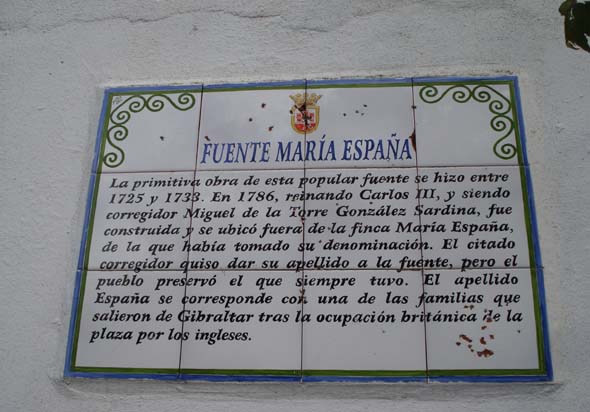 FUENTE MARÍA ESPAÑA
La primitiva obra de esta popular fuente se hizo entre
1725 y 1733. En 1786, reinando Carlos III, y siendo
corregidor Miguel de la Torre González Sardina, fue
construida y se ubicó fuera de la finca María España,
de la que había tomado su denominación. El citado
corregidor quiso dar su apellido a la fuente, pero el
pueblo preservó el que siempre tuvo. El apellido
España se corresponde con una de las familias que
salieron de Gibraltar tras la ocupación británica de la
plaza por los ingleses.